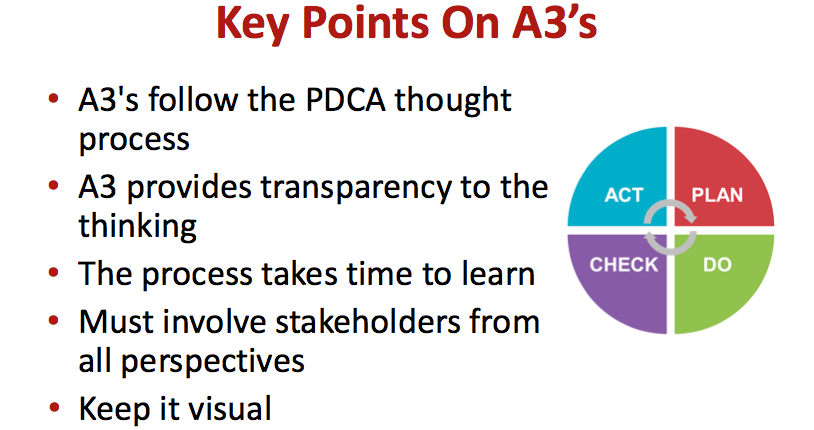 Key Points On A3’s
• A3's follow the PDCA thought
process
• A3 provides transparency to the
thinking
• The process takes time to learn
• Must involve stakeholders from
all perspectives
• Keep it visual
ACT PLAN
CHECK DO